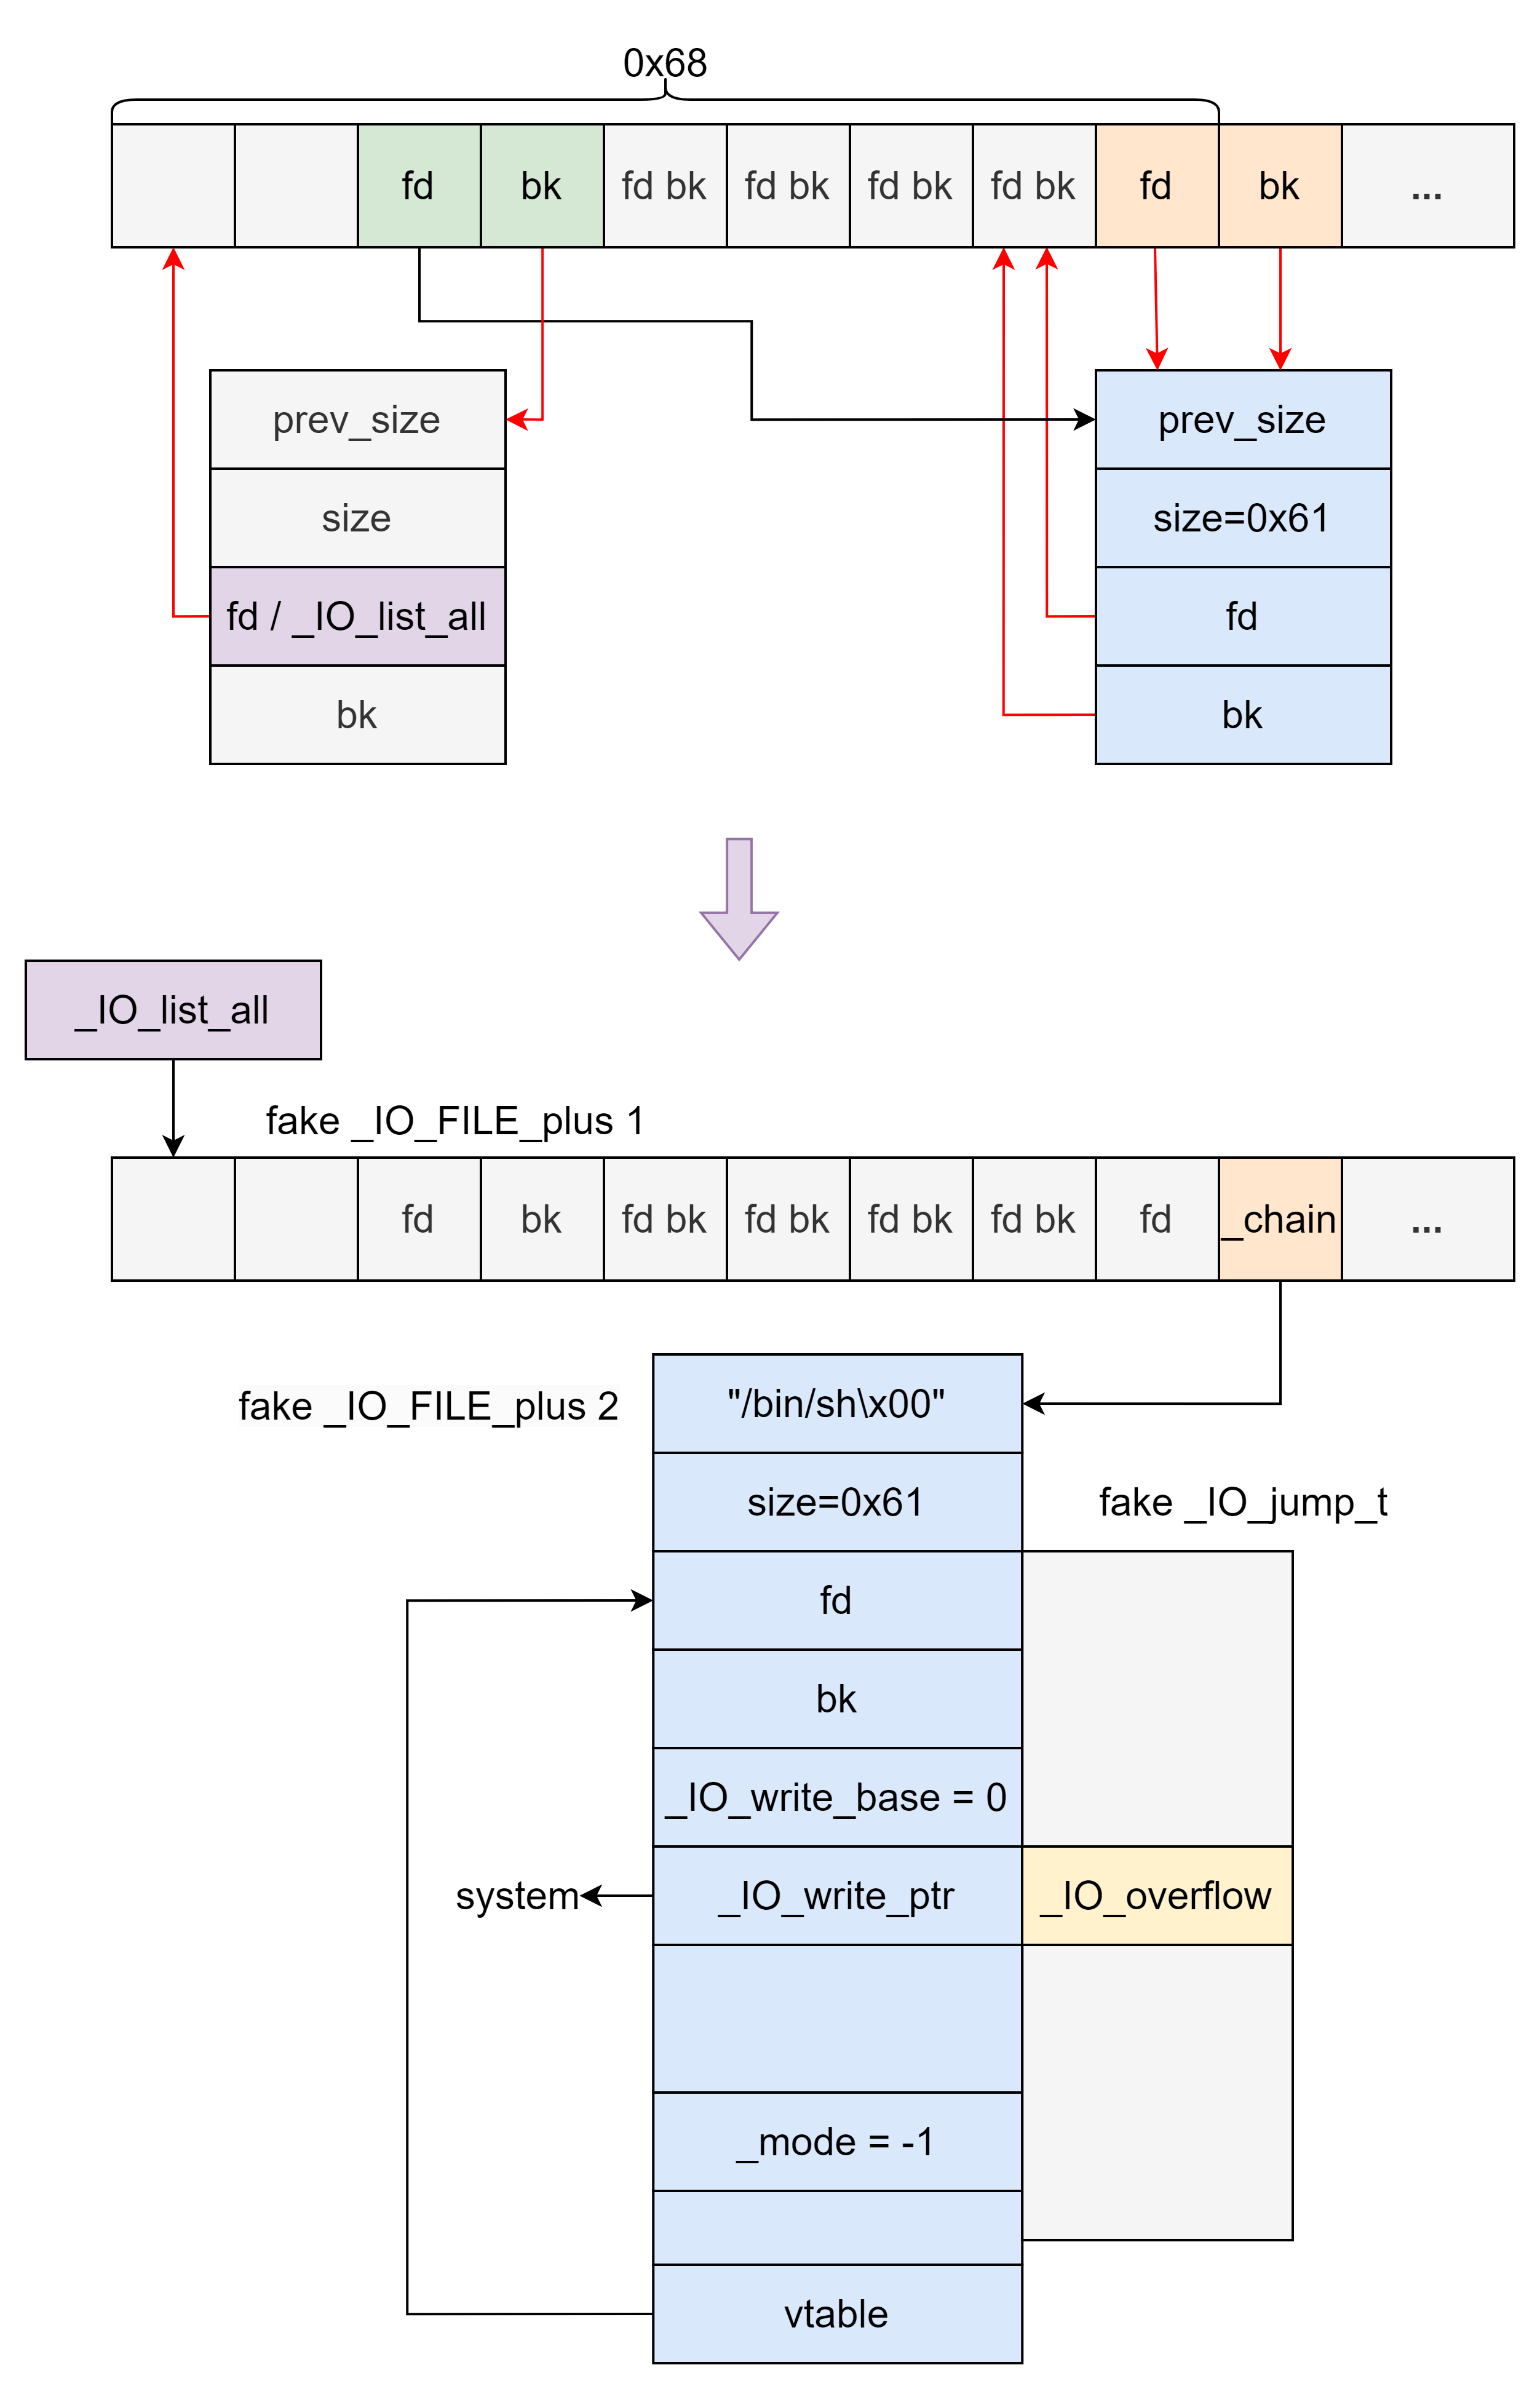 0x68
fd bk fd bk fd bk fd bk fd bk fd bk ...
prev_size
size
fd / _IO_list_all
bk
prev_size
size=0x61
fd
bk
_IO_list_all
fake _IO_FILE_plus 1
fd bk fd bk fd bk fd bk fd bk fd _chain ...
fake _IO_FILE_plus 2
"/bin/sh\x00"
size=0x61
fake _IO_jump_t
fd
bk
_IO_write_base = 0
system _IO_write_ptr _IO_overflow
_mode = -1
vtable